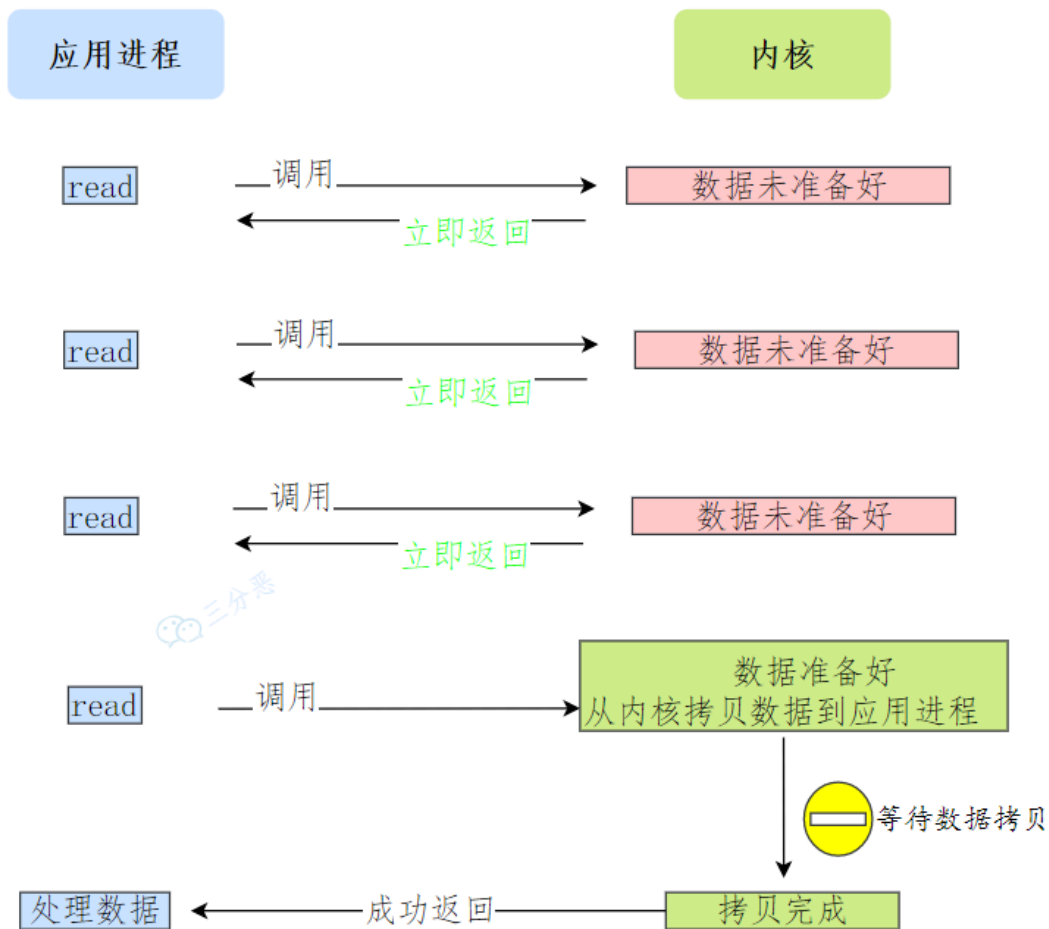 应用进程
内核
read
调用
数据未准备好
立即返回
read
调用
数据未准备好
立即返回
read
调用
数据未准备好
立即返回
三分恶
read
调用
数据准备好
从内核拷贝数据到应用进程
等待数据拷贝
处理数据
成功返回
拷贝完成